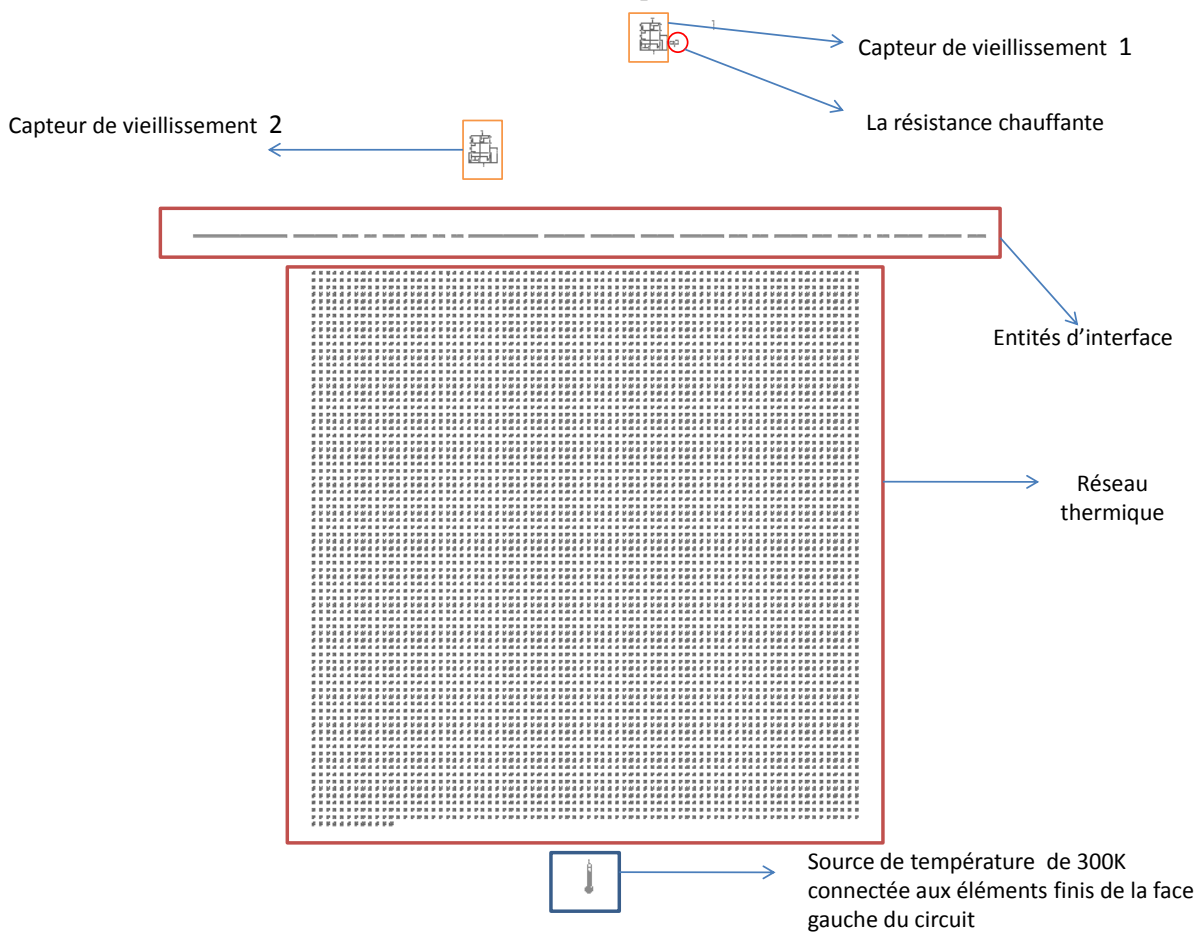 Capteur de vieillissement 1
La résistance chauffante
Capteur de vieillissement 2
Entités d’interface
Réseau
thermique
Source de température de 300K
connectée aux éléments finis de la face
gauche du circuit